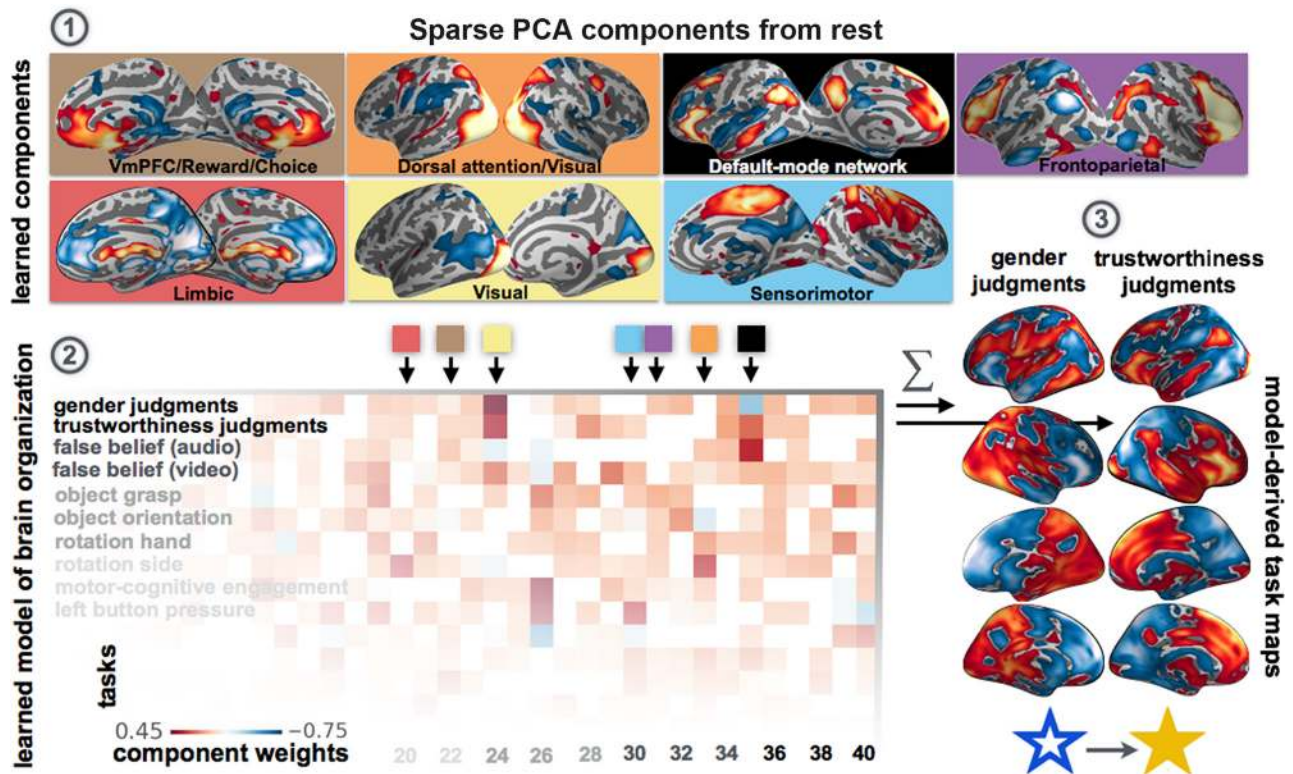 1
Sparse PCA components from rest
learned components
VmPFC/Reward/Choice
Dorsal attention/Visual
Default-mode network
Frontoparietal
Limbic
Visual
Sensorimotor
3
gender
judgments
trustworthiness
judgments
2
learned model of brain organization
Σ
gender judgments
trustworthiness judgments
false belief (audio)
false belief (video)
object grasp
object orientation
rotation hand
rotation side
motor-cognitive engagement
left button pressure
tasks
0.45 −0.75
component weights
20 22 24 26 28 30 32 34 36 38 40
model-derived task maps